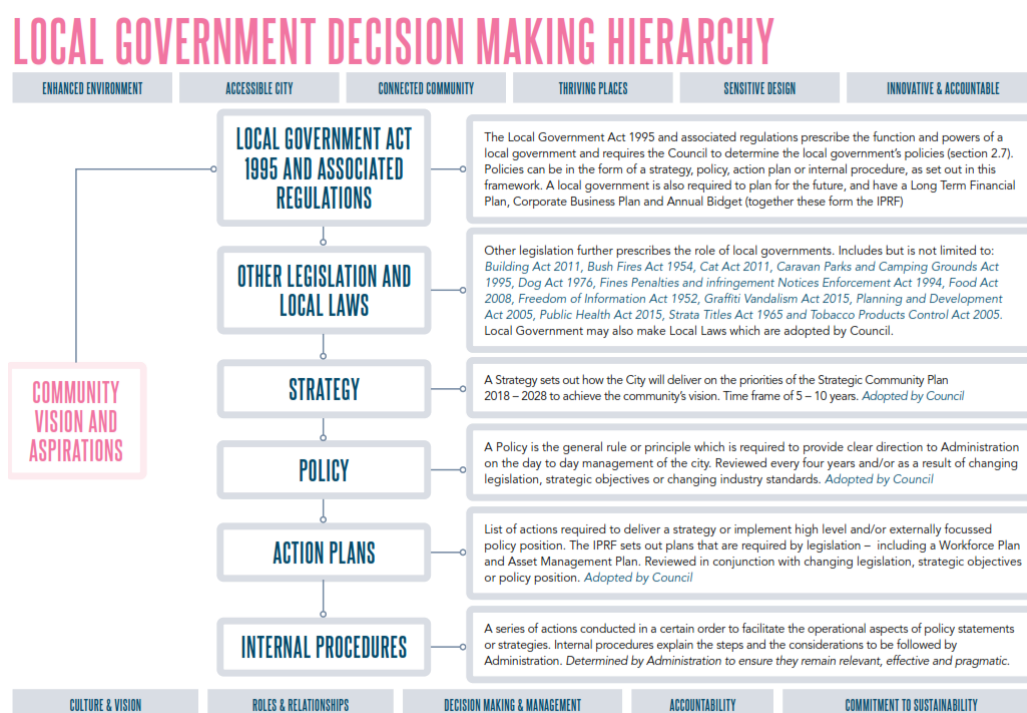 LOCAL GOVERNMENT DECISION MAKING HIERARCHY
ENHANCED ENVIRONMENT
ACCESSIBLE CITY
CONNECTED COMMUNITY
THRIVING PLACES
SENSITIVE DESIGN
INNOVATIVE & ACCOUNTABLE
LOCAL GOVERNMENT ACT
1995 AND ASSOCIATED
REGULATIONS
The Local Government Act 1995 and associated regulations prescribe the function and powers of a
local government and requires the Council to determine the local government's policies (section 2.7).
Policies can be in the form of a strategy, policy, action plan or internal procedure, as set out in this
framework. A local government is also required to plan for the future, and have a Long Term Financial
Plan, Corporate Business Plan and Annual Budget (together these form the IPRF)
OTHER LEGISLATION AND
LOCAL LAWS
Other legislation further prescribes the role of local governments. Includes but is not limited to:
Building Act 2011, Bush Fires Act 1954, Cat Act 2011, Caravan Parks and Camping Grounds Act
1995, Dog Act 1976, Fines Penalties and infringement Notices Enforcement Act 1994, Food Act
2008, Freedom of Information Act 1952, Graffiti Vandalism Act 2015, Planning and Development
Act 2005, Public Health Act 2015, Strata Titles Act 1965 and Tobacco Products Control Act 2005.
Local Government may also make Local Laws which are adopted by Council.
COMMUNITY
VISION AND
ASPIRATIONS
STRATEGY
A Strategy sets out how the City will deliver on the priorities of the Strategic Community Plan
2018 – 2028 to achieve the community's vision. Time frame of 5 – 10 years. Adopted by Council
POLICY
A Policy is the general rule or principle which is required to provide clear direction to Administration
on the day to day management of the city. Reviewed every four years and/or as a result of changing
legislation, strategic objectives or changing industry standards. Adopted by Council
ACTION PLANS
List of actions required to deliver a strategy or implement high level and/or externally focussed
policy position. The IPRF sets out plans that are required by legislation – including a Workforce Plan
and Asset Management Plan. Reviewed in conjunction with changing legislation, strategic objectives
or policy position. Adopted by Council
INTERNAL PROCEDURES
A series of actions conducted in a certain order to facilitate the operational aspects of policy statements
or strategies. Internal procedures explain the steps and the considerations to be followed by
Administration. Determined by Administration to ensure they remain relevant, effective and pragmatic.
CULTURE & VISION
ROLES & RELATIONSHIPS
DECISION MAKING & MANAGEMENT
ACCOUNTABILITY
COMMITMENT TO SUSTAINABILITY